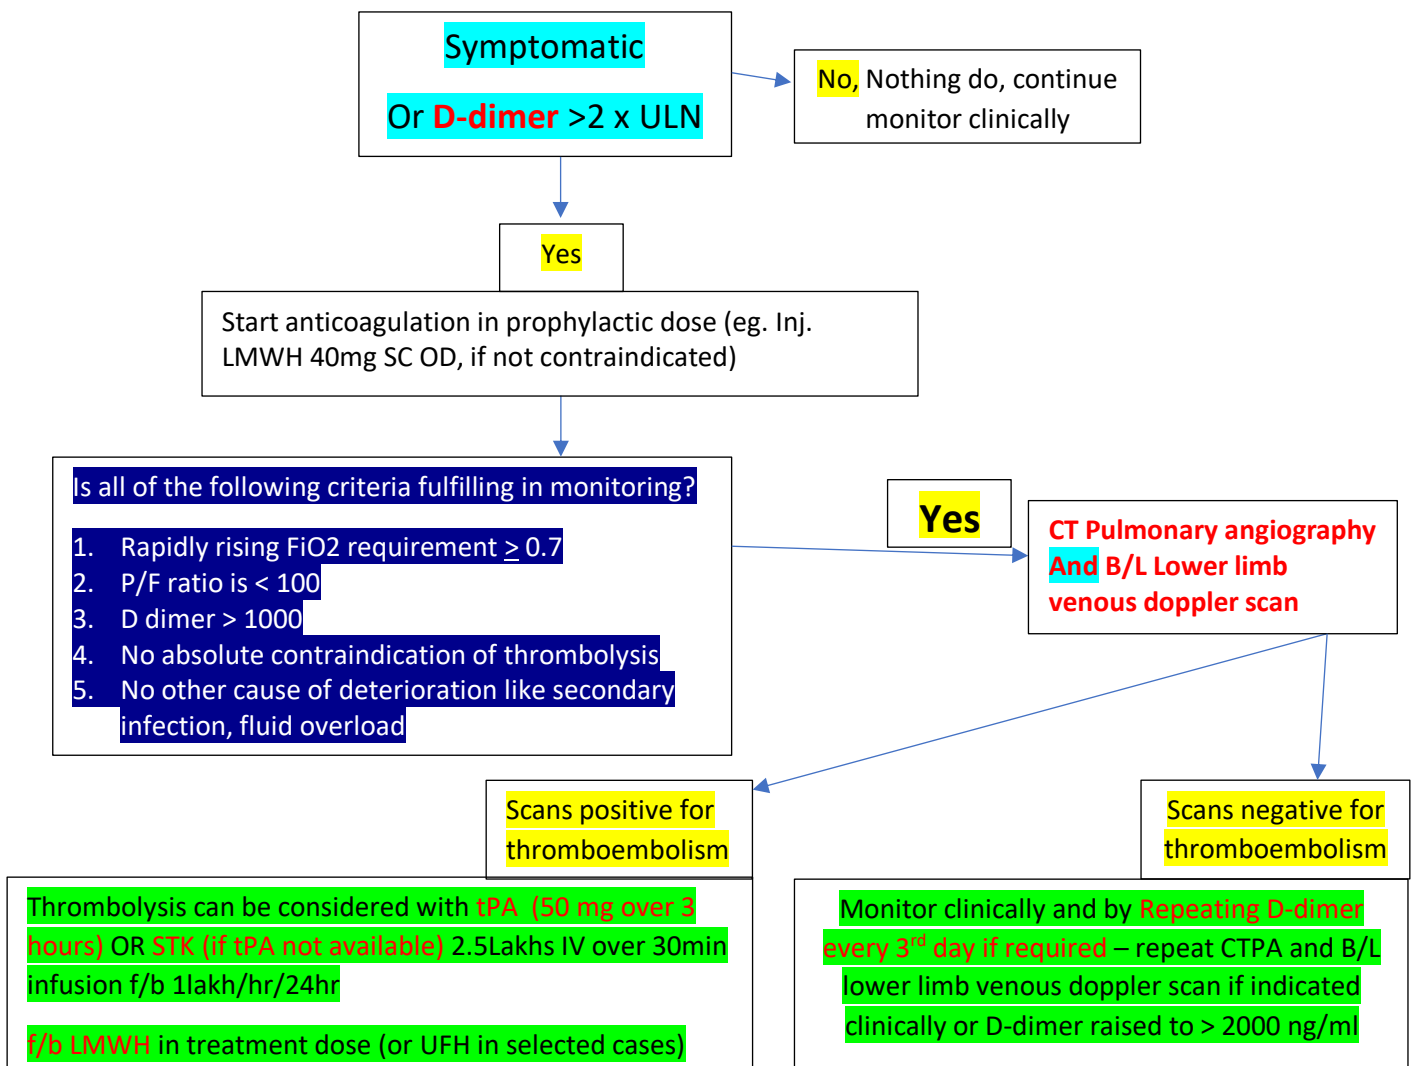 Symptomatic
Or D-dimer >2 x ULN
No, Nothing do, continue
monitor clinically
Yes
Start anticoagulation in prophylactic dose (eg. Inj.
LMWH 40mg SC OD, if not contraindicated)
Is all of the following criteria fulfilling in monitoring?
1. Rapidly rising FiO2 requirement ≥ 0.7
2. P/F ratio is < 100
3. D dimer > 1000
4. No absolute contraindication of thrombolysis
5. No other cause of deterioration like secondary
infection, fluid overload
Yes
CT Pulmonary angiography
And B/L Lower limb
venous doppler scan
Scans positive for
thromboembolism
Thrombolysis can be considered with tPA (50 mg over 3
hours) OR STK (if tPA not available) 2.5Lakhs IV over 30min
infusion f/b 1lakh/hr/24hr
f/b LMWH in treatment dose (or UFH in selected cases)
Scans negative for
thromboembolism
Monitor clinically and by Repeating D-dimer
every 3rd day if required – repeat CTPA and B/L
lower limb venous doppler scan if indicated
clinically or D-dimer raised to > 2000 ng/ml